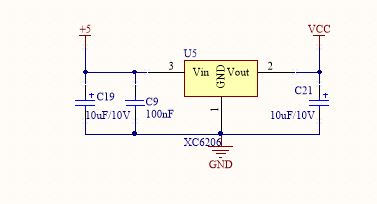 +5
VCC
U5
3
Vin
GND
Vout
2
1
C19
10uF/10V
C9
100nF
C21
10uF/10V
XC6206
GND